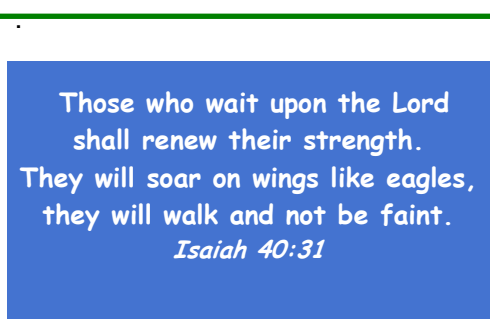 .
Those who wait upon the Lord
shall renew their strength.
They will soar on wings like eagles,
they will walk and not be faint.
Isaiah 40:31